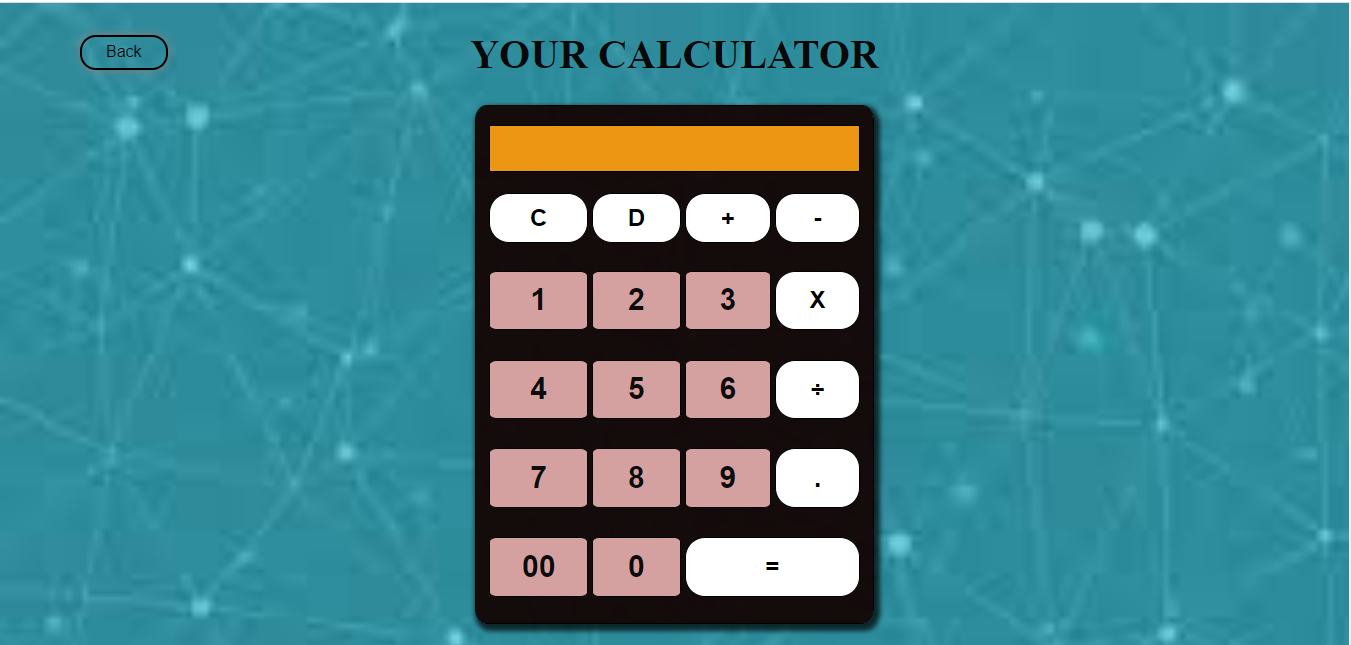 Back
YOUR CALCULATOR
C D + -
1 2 3 X
4 5 6 ÷
7 8 9 .
00 0 =